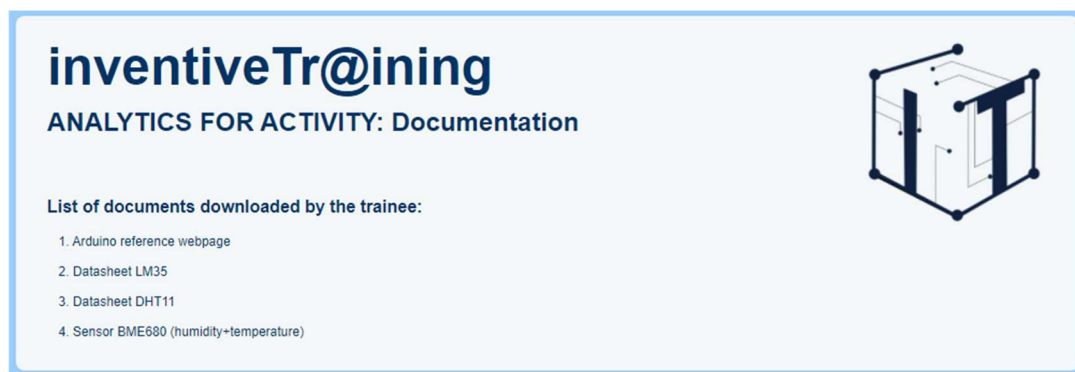 inventiveTr@ining
ANALYTICS FOR ACTIVITY: Documentation
List of documents downloaded by the trainee:
1. Arduino reference webpage
2. Datasheet LM35
3. Datasheet DHT11
4. Sensor BME680 (humidity+temperature)
IT